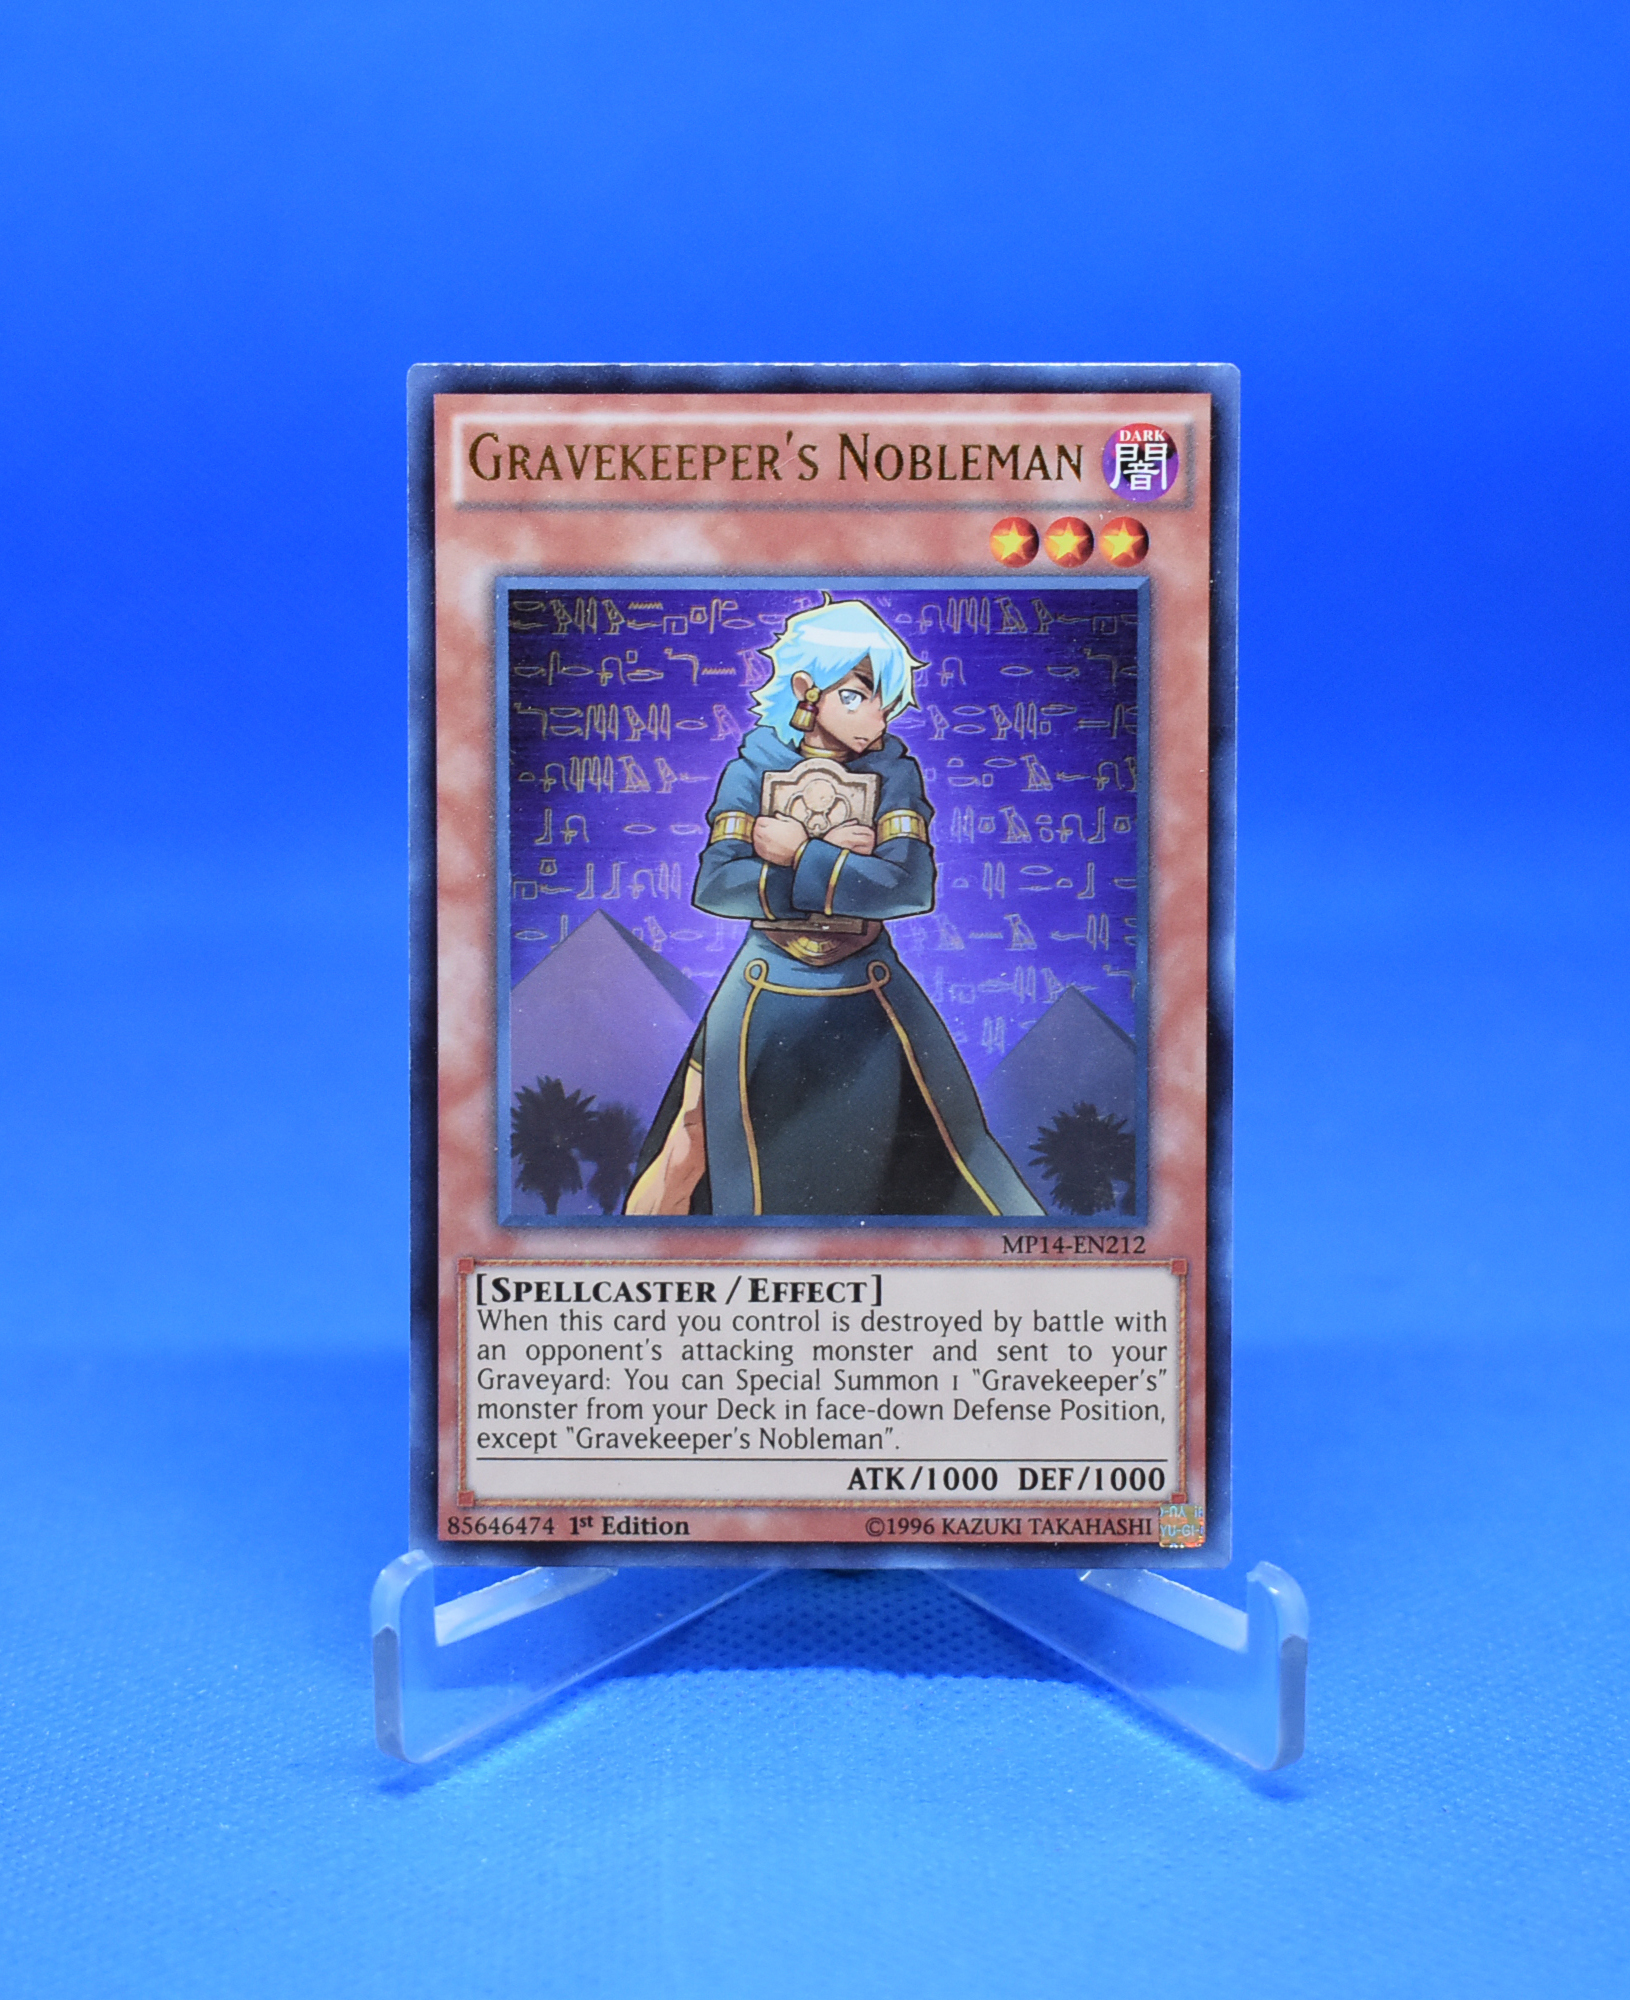 GRAVEKEEPER'S NOBLEMAN
DARK
闇
MP14-EN212
[SPELLCASTER / EFFECT]
When this card you control is destroyed by battle with
an opponent's attacking monster and sent to your
Graveyard: You can Special Summon 1 "Gravekeeper's"
monster from your Deck in face-down Defense Position,
except "Gravekeeper's Nobleman".
ATK/1000 DEF/1000
85646474 1st Edition ©1996 KAZUKI TAKAHASHI